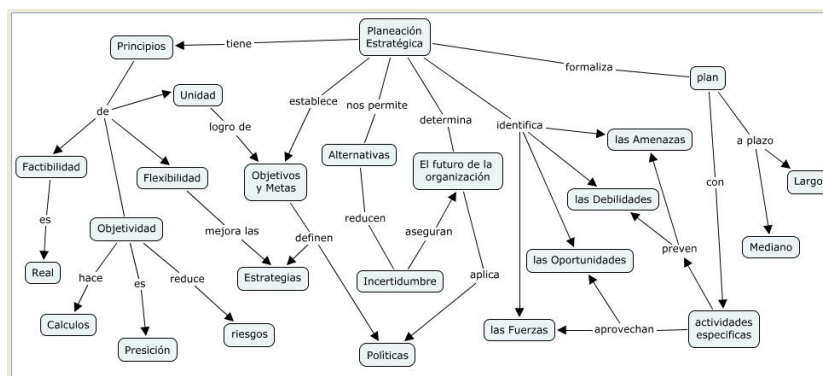 Planeación
Estratégica
Principios
tiene
formaliza
plan
Unidad
de
establece
nos permite
determina
identifica
logro de
las Amenazas
a plazo
Factibilidad
Flexibilidad
Objetivos
y Metas
Alternativas
El futuro de la
organización
con
Largo
las Debilidades
es
Objetividad
mejora las
definen
reducen
aseguran
Mediano
preven
las Oportunidades
Real
hace
es
reduce
Estrategias
Incertidumbre
aplica
Calculos
Presición
riesgos
Polìticas
las Fuerzas
aprovechan
actividades
especificas